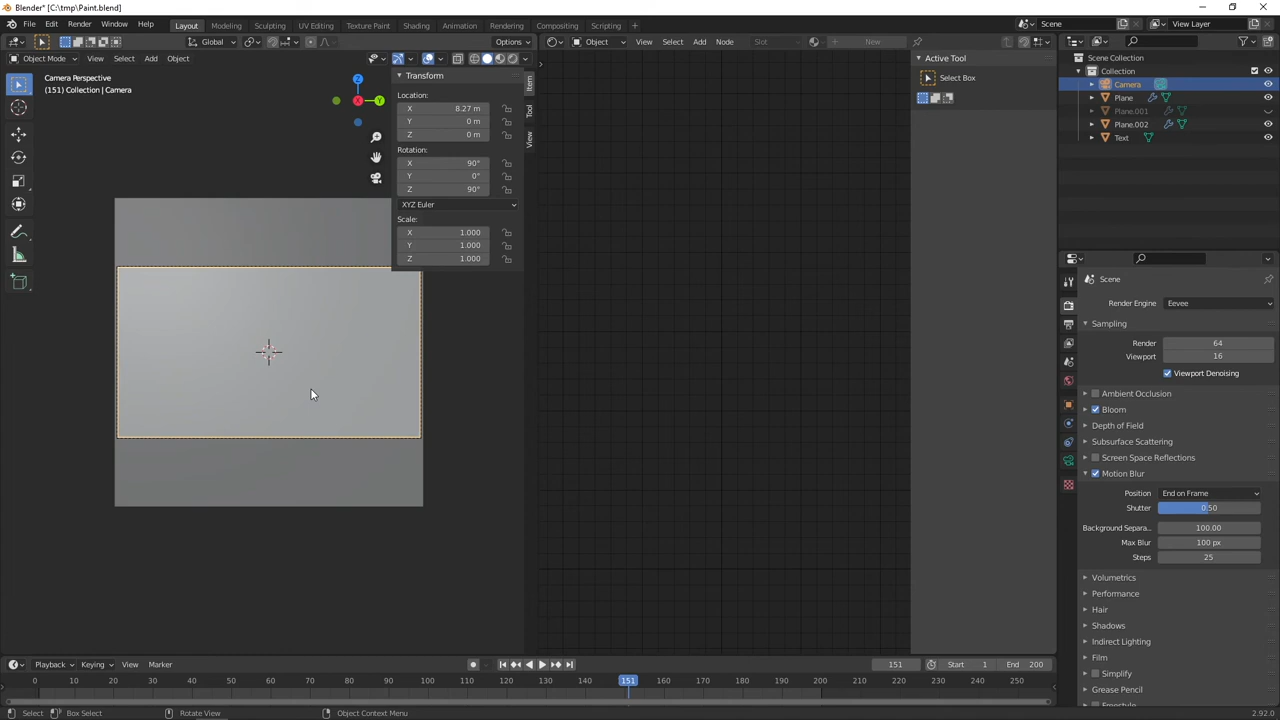 Blender* [C:\tmp\Paint.blend]
File Edit Render Window Help Layout Modeling Sculpting UV Editing Texture Paint Shading Animation Rendering Compositing Scripting + Scene View Layer
Global Options Object View Select Add Node Slot New
Object Mode View Select Add Object
Camera Perspective
(151) Collection | Camera
Z
X
Y
Transform
Location:
X 8.27 m
Y 0 m
Z 0 m
Rotation:
X 90°
Y 0°
Z 90°
XYZ Euler
Scale:
X 1.000
Y 1.000
Z 1.000
Item
Tool
View
Active Tool
Select Box
Scene Collection
Collection
Camera
Plane
Plane.001
Plane.002
Text
Scene
Render Engine Eevee
Sampling
Render 64
Viewport 16
Viewport Denoising
Ambient Occlusion
Bloom
Depth of Field
Subsurface Scattering
Screen Space Reflections
Motion Blur
Position End on Frame
Shutter 0.50
Background Separa... 100.00
Max Blur 100 px
Steps 25
Volumetrics
Performance
Hair
Shadows
Indirect Lighting
Film
Simplify
Grease Pencil
Freestyle
Playback Keying View Marker 151 Start 1 End 200
0 10 20 30 40 50 60 70 80 90 100 110 120 130 140 151 160 170 180 190 200 210 220 230 240 250
Select Box Select Rotate View Object Context Menu 2.92.0